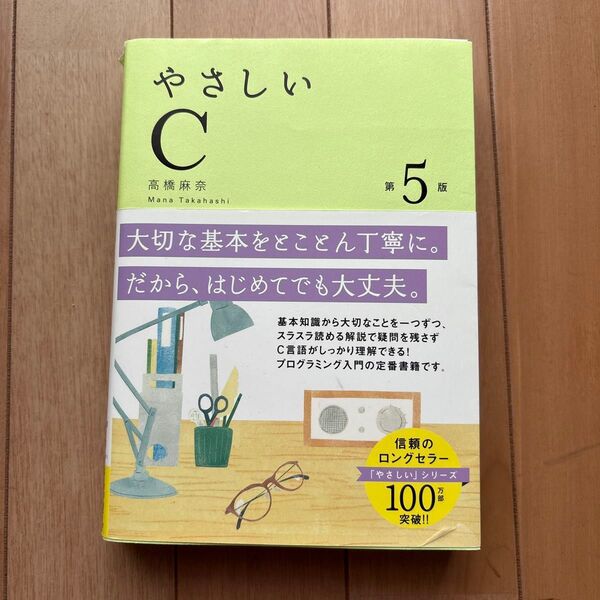 やさしい
C
高橋麻奈
Mana Takahashi
第5版
大切な基本をとことん丁寧に。
だから、はじめてでも大丈夫。
基本知識から大切なことを一つずつ、
スラスラ読める解説で疑問を残さず
C言語がしっかり理解できる!
プログラミング入門の定番書籍です。
信頼の
ロングセラー
「やさしい」シリーズ
100万部
突破!!